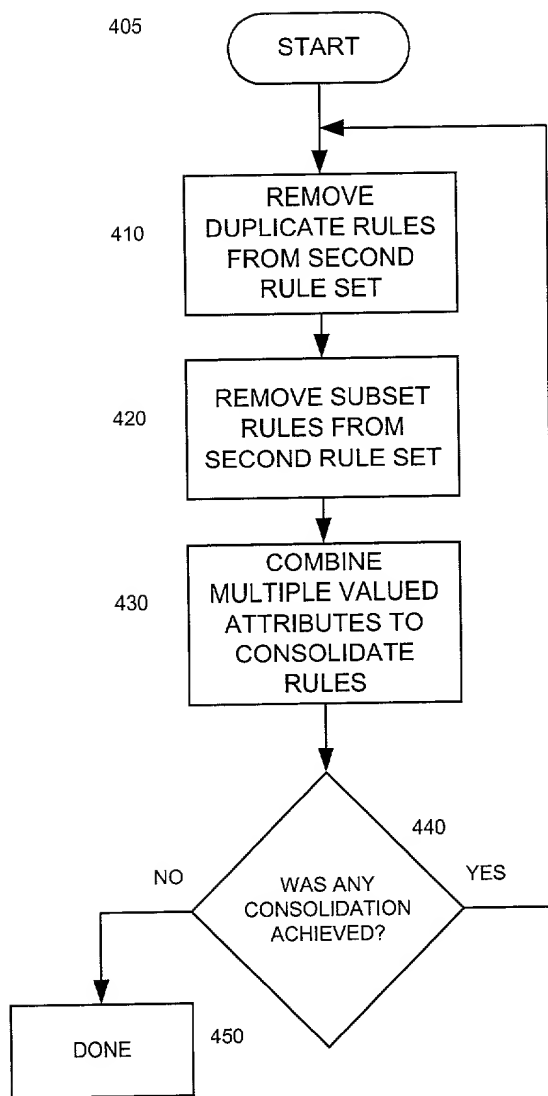 405
START
410
REMOVE
DUPLICATE RULES
FROM SECOND
RULE SET
420
REMOVE SUBSET
RULES FROM
SECOND RULE SET
430
COMBINE
MULTIPLE VALUED
ATTRIBUTES TO
CONSOLIDATE
RULES
440
NO
WAS ANY
CONSOLIDATION
ACHIEVED?
YES
DONE
450